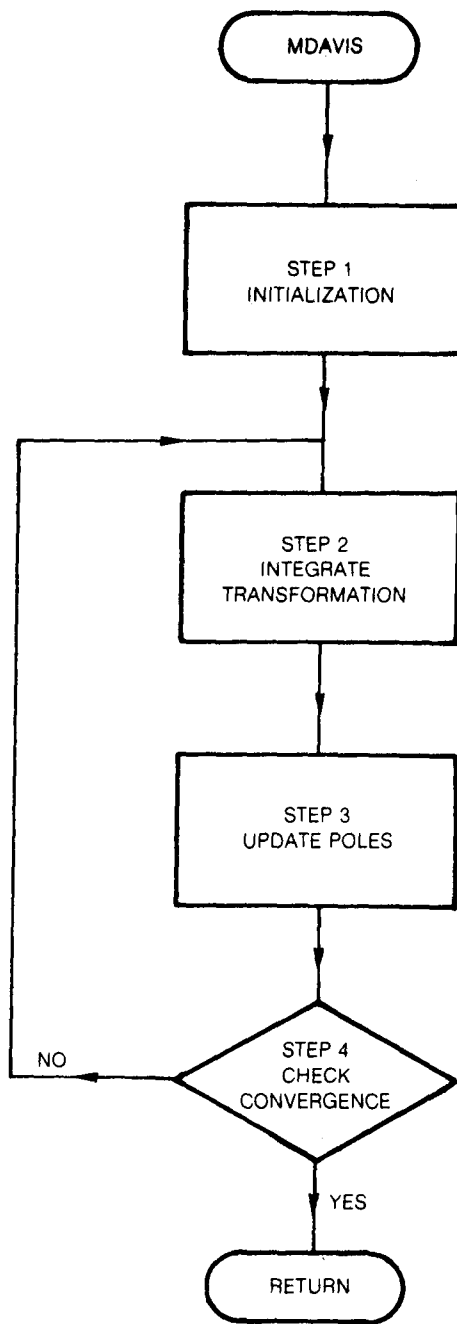 MDAVIS
STEP 1
INITIALIZATION
STEP 2
INTEGRATE
TRANSFORMATION
STEP 3
UPDATE POLES
STEP 4
CHECK
CONVERGENCE
NO
YES
RETURN